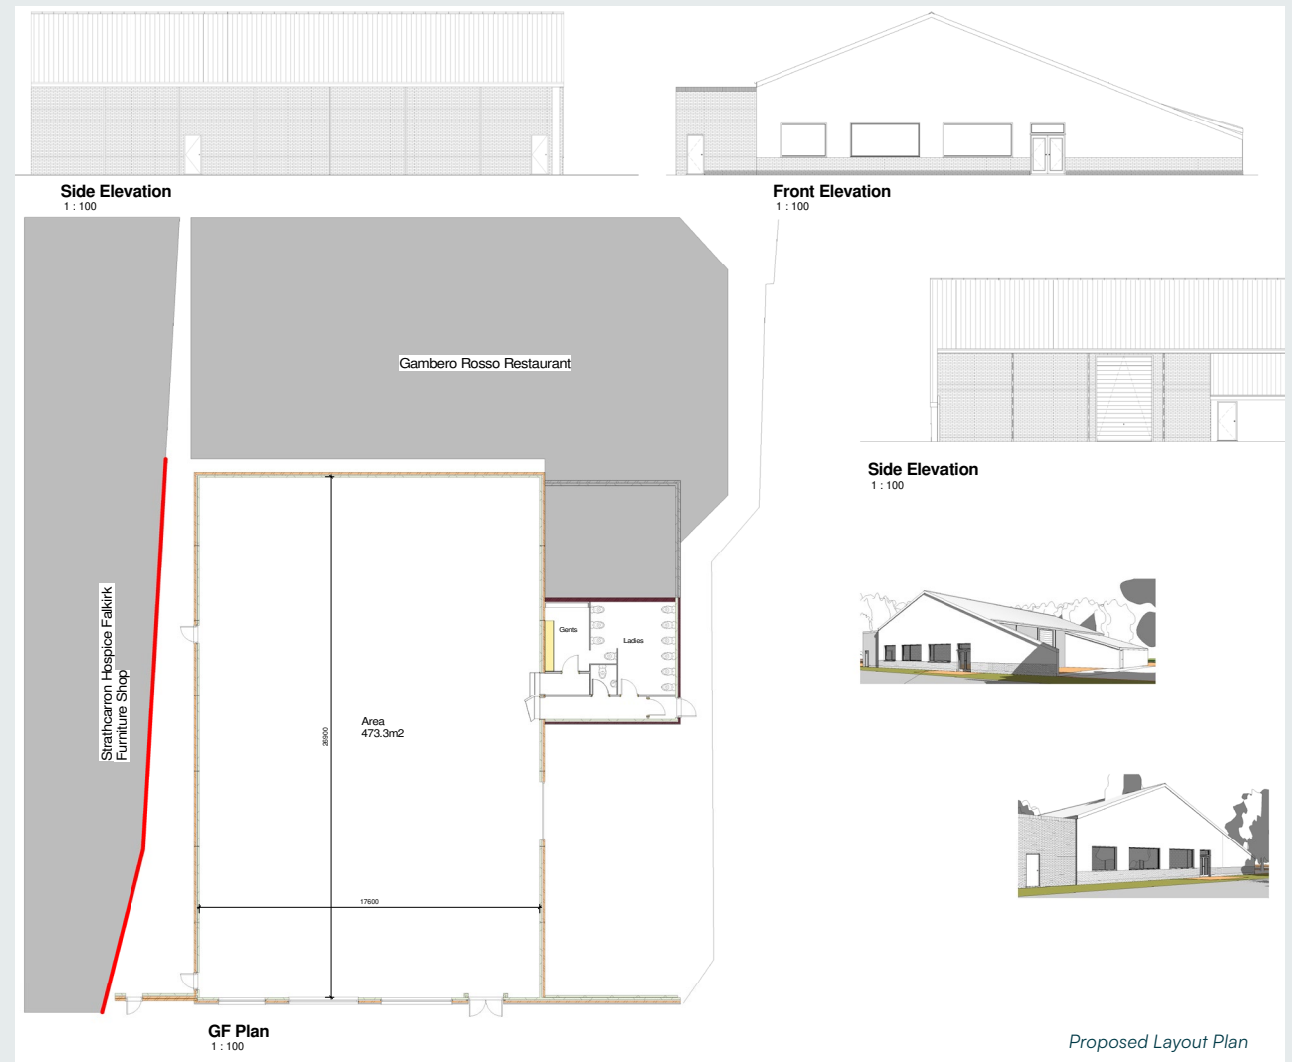 Side Elevation
1 : 100
Front Elevation
1 : 100
Gambero Rosso Restaurant
Side Elevation
1 : 100
Strathcarron Hospice Falkirk
Furniture Shop
Gents
Ladies
Area
473.3m2
26900
17600
GF Plan
1 : 100
Proposed Layout Plan